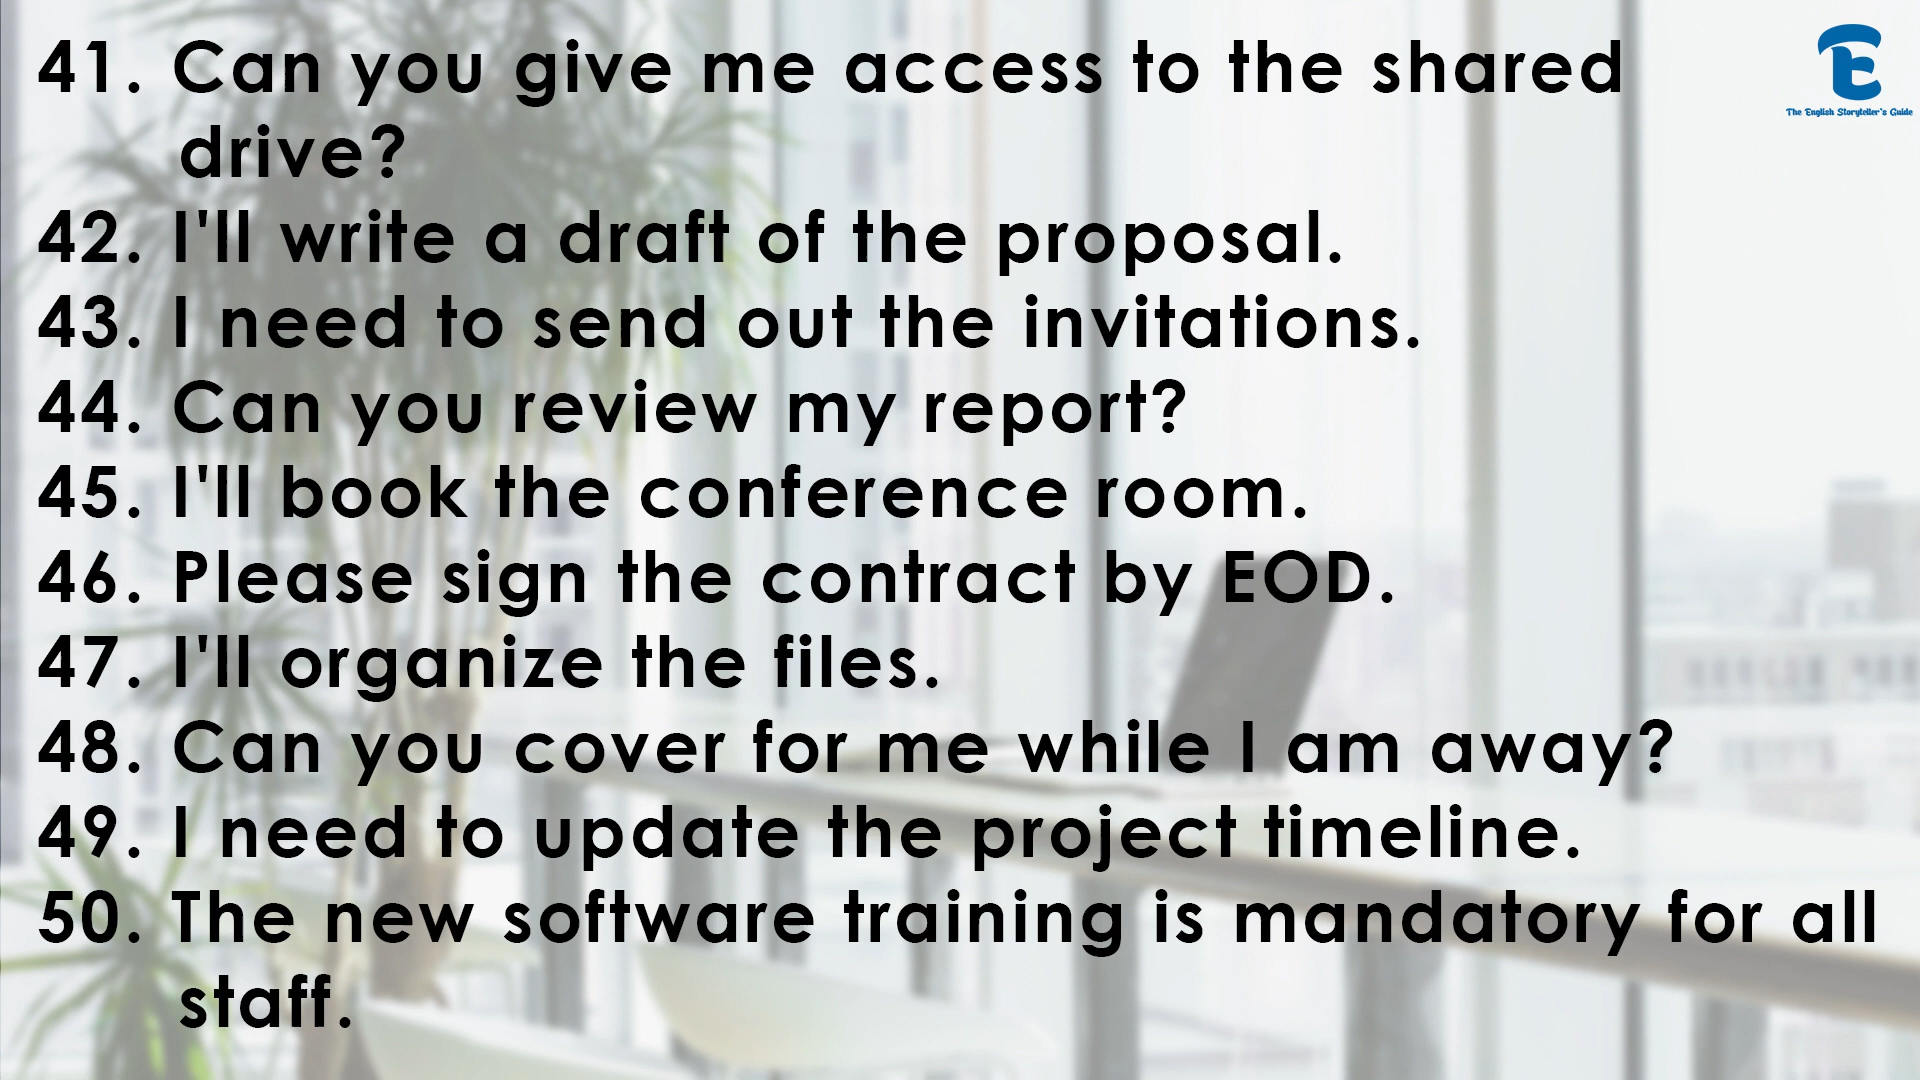 41. Can you give me access to the shared
drive?
42. I'll write a draft of the proposal.
43. I need to send out the invitations.
44. Can you review my report?
45. I'll book the conference room.
46. Please sign the contract by EOD.
47. I'll organize the files.
48. Can you cover for me while I am away?
49. I need to update the project timeline.
50. The new software training is mandatory for all
staff.
E
The English Storyteller's Guide